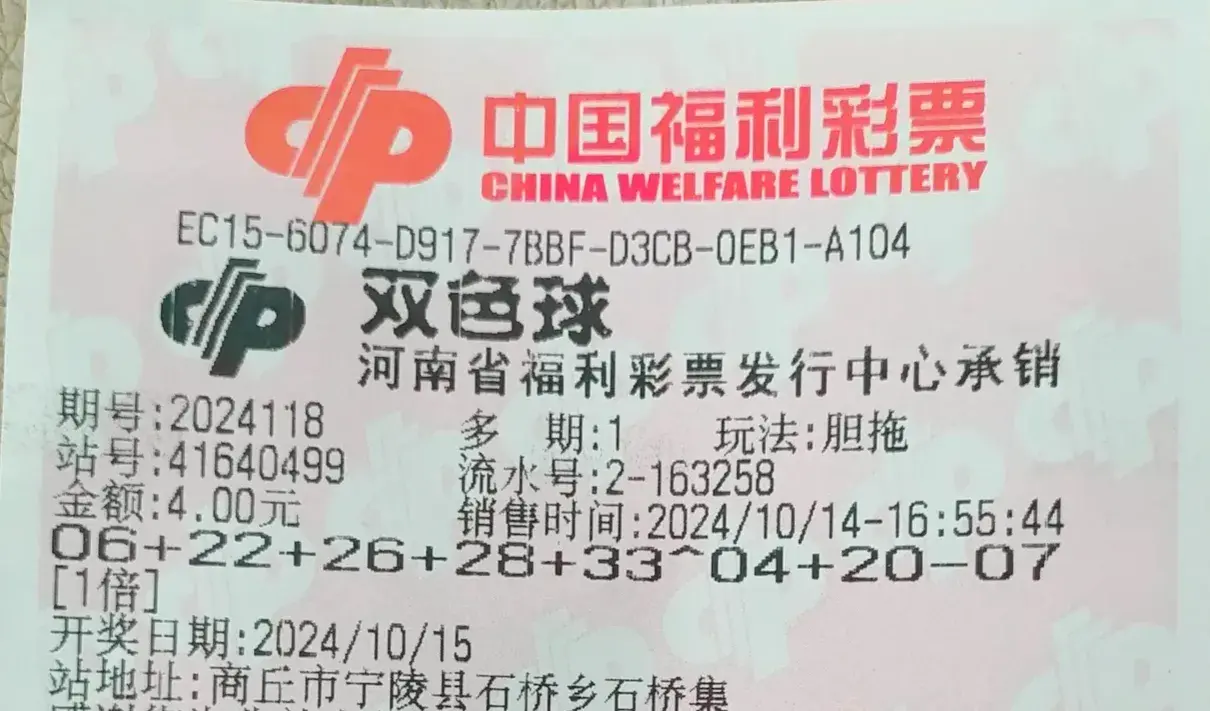 中国福利彩票
CHINA WELFARE LOTTERY
EC15-6074-D917-7BBF-D3CB-0EB1-A104
双色球
河南省福利彩票发行中心承销
期号:2024118 多 期:1 玩法:胆拖
站号:41640499 流水号:2-163258
金额:4.00元 销售时间:2024/10/14-16:55:44
06+22+26+28+33^04+20-07
[1倍]
开奖日期:2024/10/15
站地址:商丘市宁陵县石桥乡石桥集